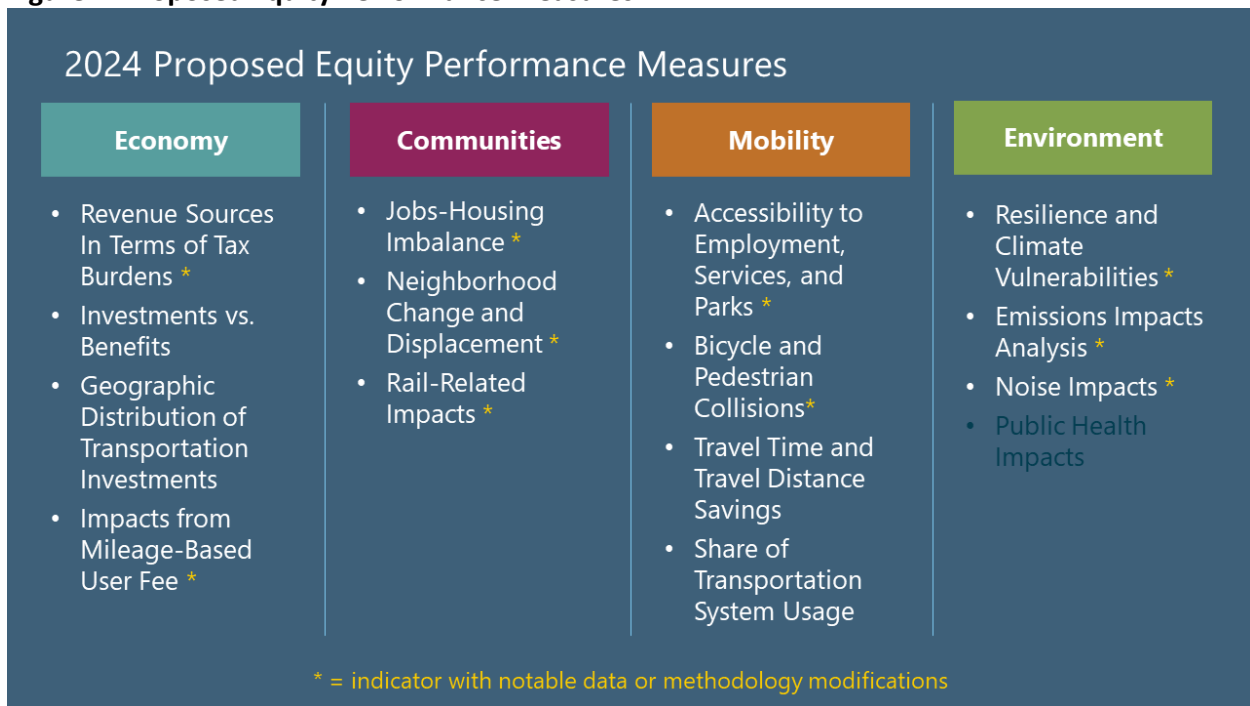 2024 Proposed Equity Performance Measures
Economy
• Revenue Sources
In Terms of Tax
Burdens *
• Investments vs.
Benefits
• Geographic
Distribution of
Transportation
Investments
• Impacts from
Mileage-Based
User Fee *
Communities
• Jobs-Housing
Imbalance *
• Neighborhood
Change and
Displacement *
• Rail-Related
Impacts *
Mobility
• Accessibility to
Employment,
Services, and
Parks *
• Bicycle and
Pedestrian
Collisions*
• Travel Time and
Travel Distance
Savings
• Share of
Transportation
System Usage
Environment
• Resilience and
Climate
Vulnerabilities *
• Emissions Impacts
Analysis *
• Noise Impacts *
• Public Health
Impacts
* = indicator with notable data or methodology modifications